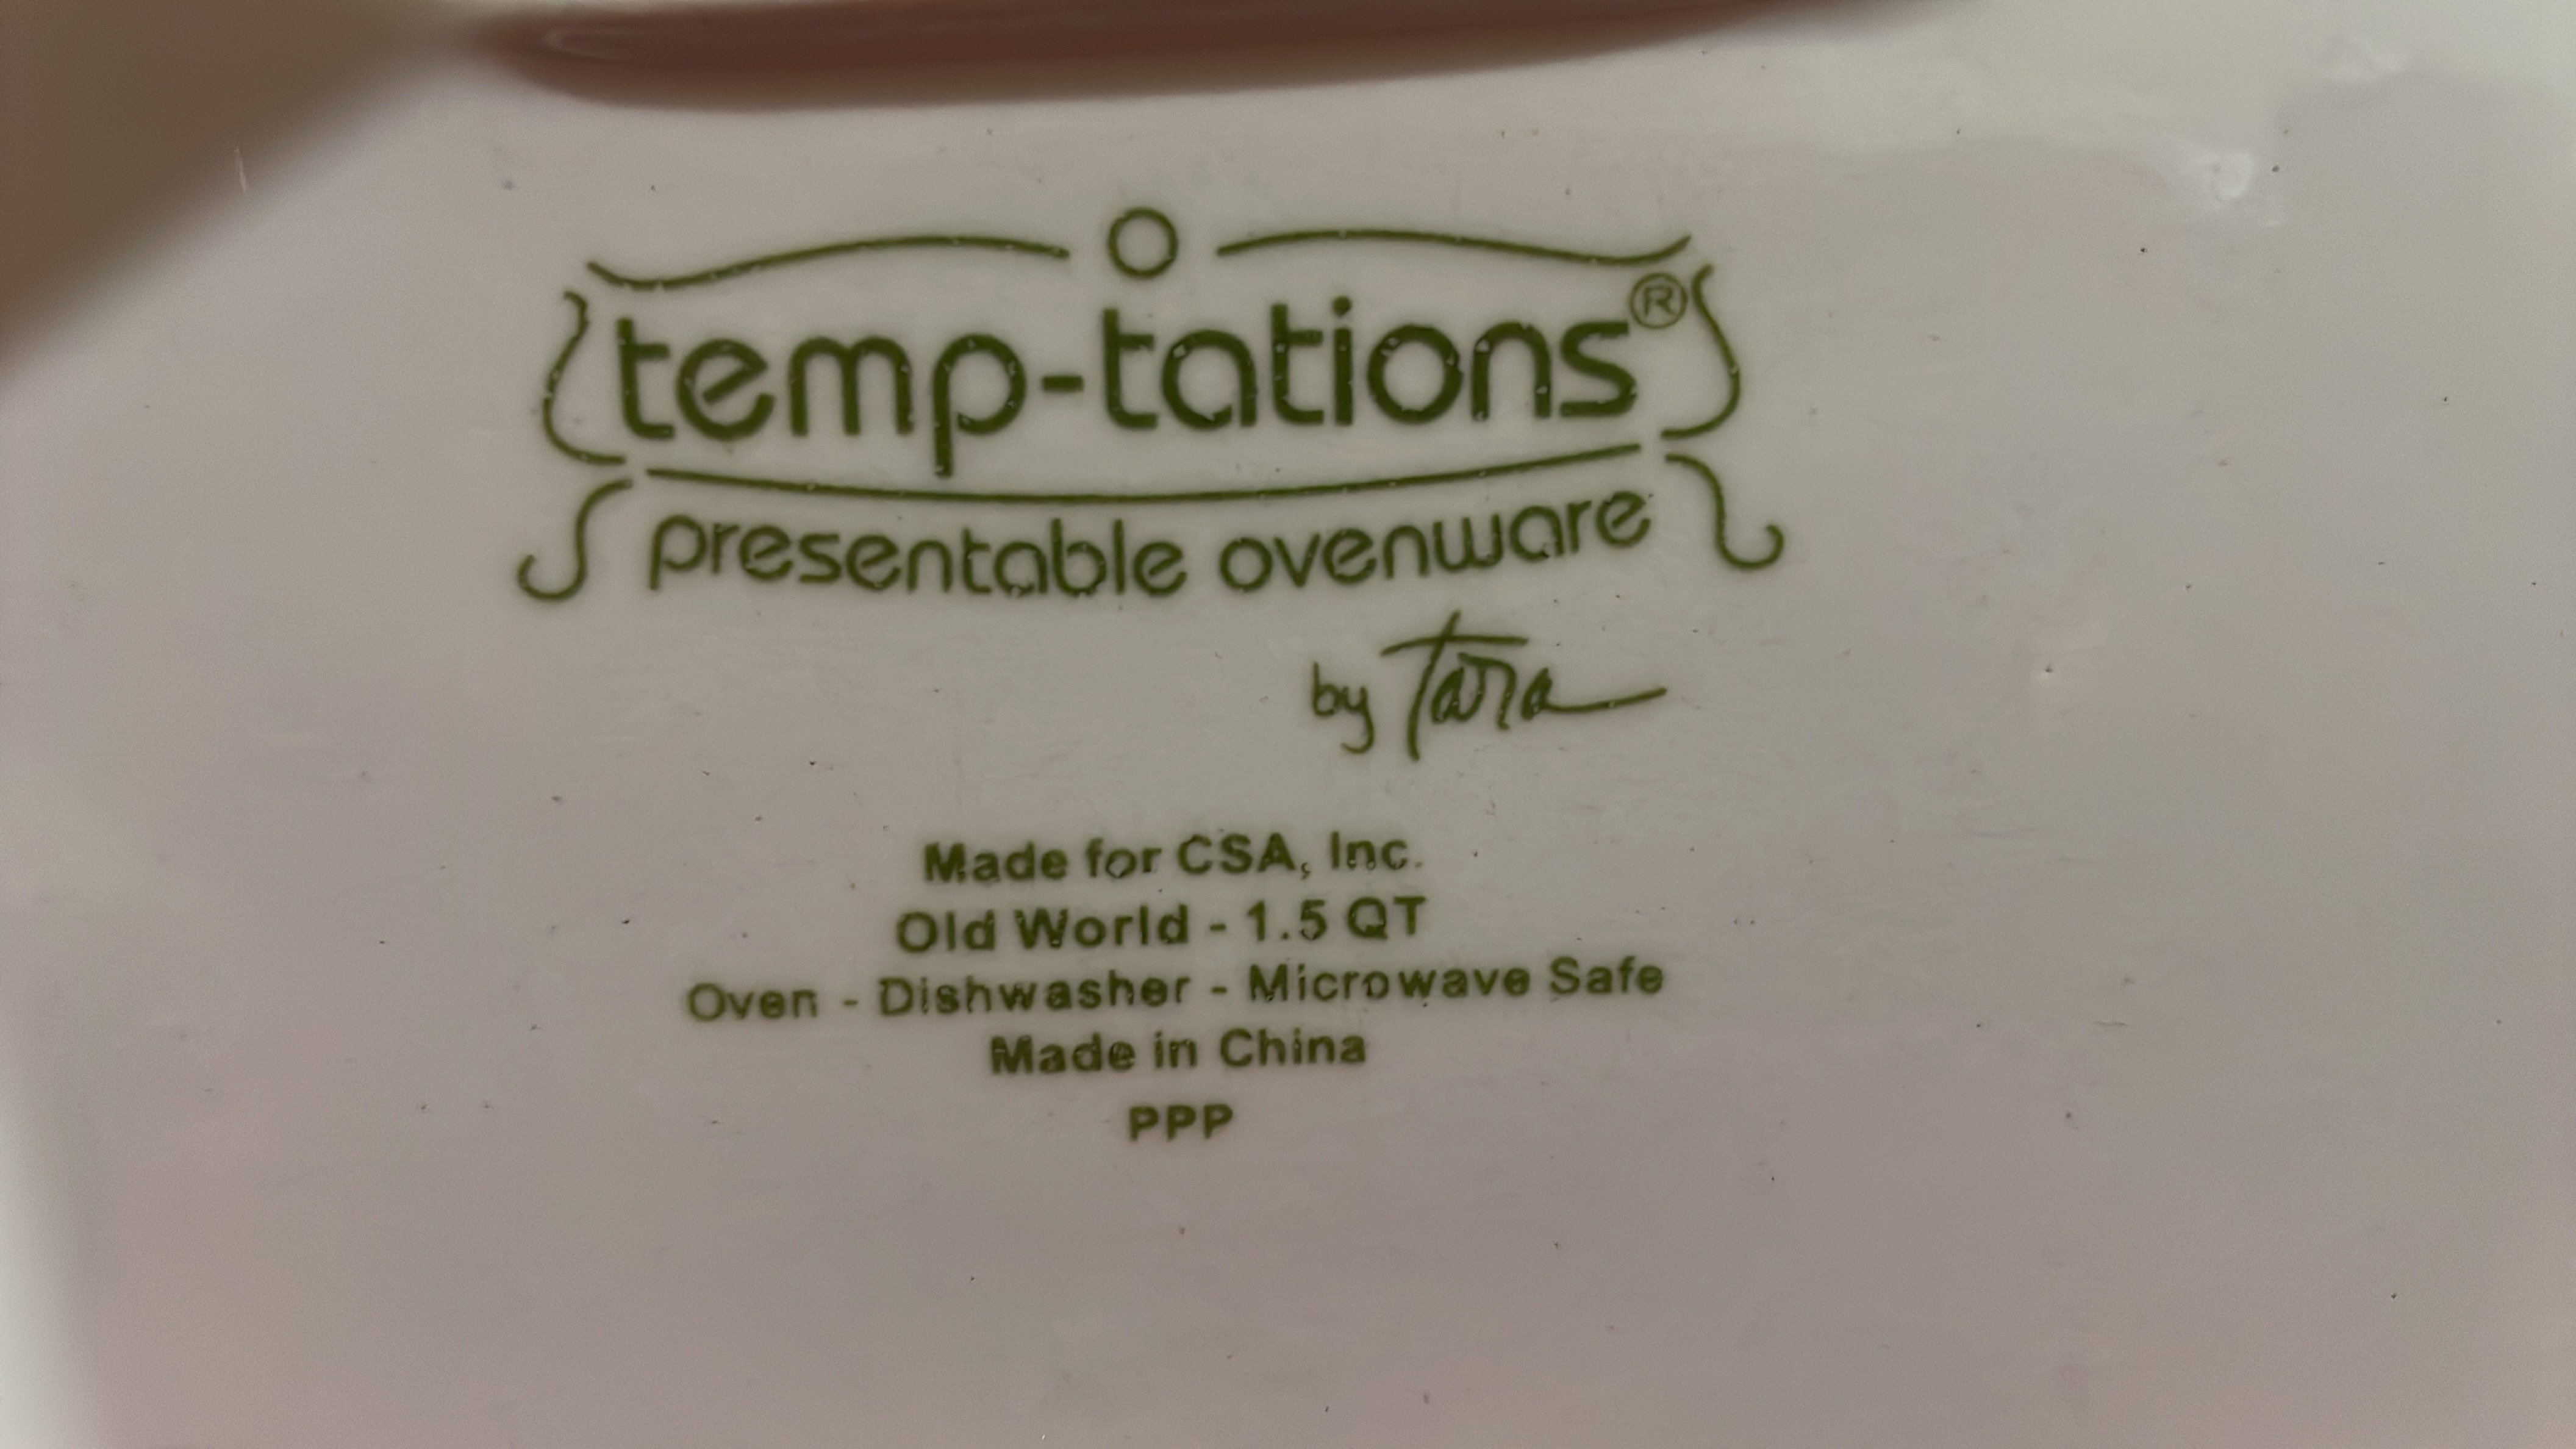 temp-tations®
presentable ovenware
by Tara
Made for CSA, Inc.
Old World - 1.5 QT
Oven - Dishwasher - Microwave Safe
Made in China
PPP